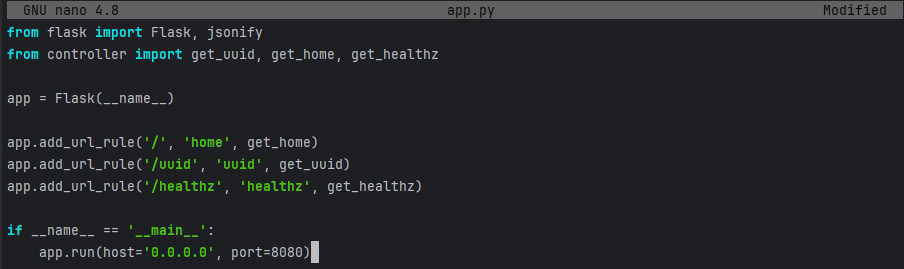 GNU nano 4.8 app.py Modified
from flask import Flask, jsonify
from controller import get_uuid, get_home, get_healthz
app = Flask(__name__)
app.add_url_rule('/', 'home', get_home)
app.add_url_rule('/uuid', 'uuid', get_uuid)
app.add_url_rule('/healthz', 'healthz', get_healthz)
if __name__ == '__main__':
    app.run(host='0.0.0.0', port=8080)